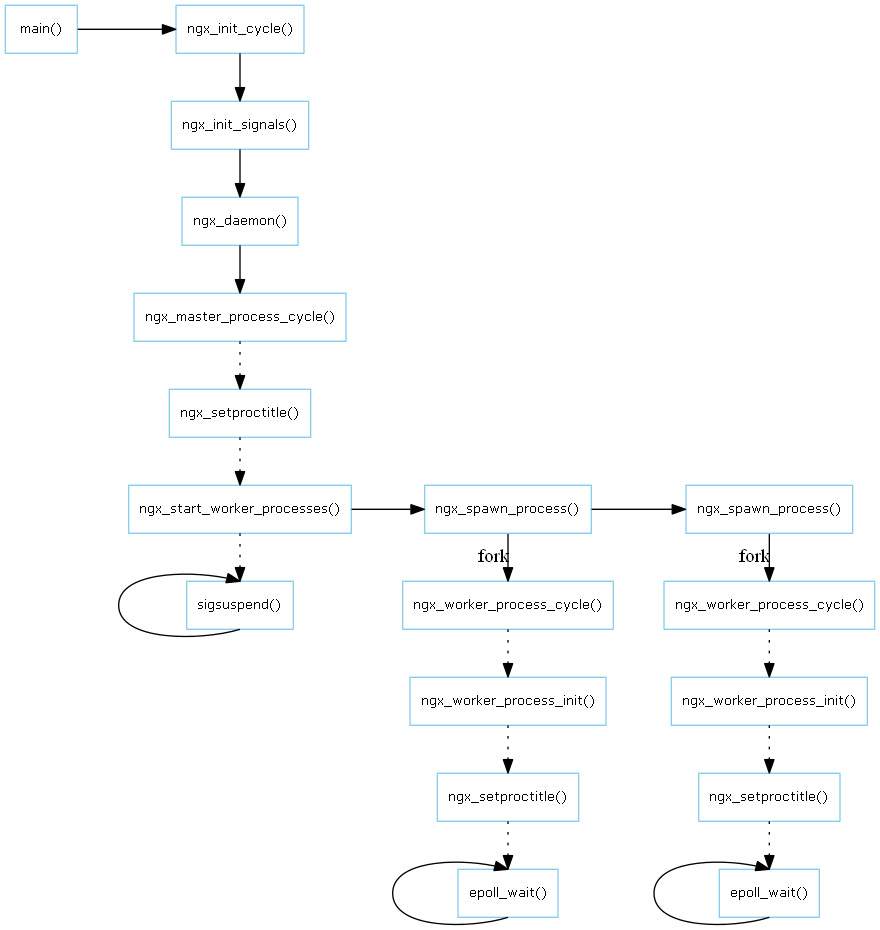 main()
ngx_init_cycle()
ngx_init_signals()
ngx_daemon()
ngx_master_process_cycle()
ngx_setproctitle()
ngx_start_worker_processes()
ngx_spawn_process()
ngx_spawn_process()
fork
fork
sigsuspend()
ngx_worker_process_cycle()
ngx_worker_process_cycle()
ngx_worker_process_init()
ngx_worker_process_init()
ngx_setproctitle()
ngx_setproctitle()
epoll_wait()
epoll_wait()